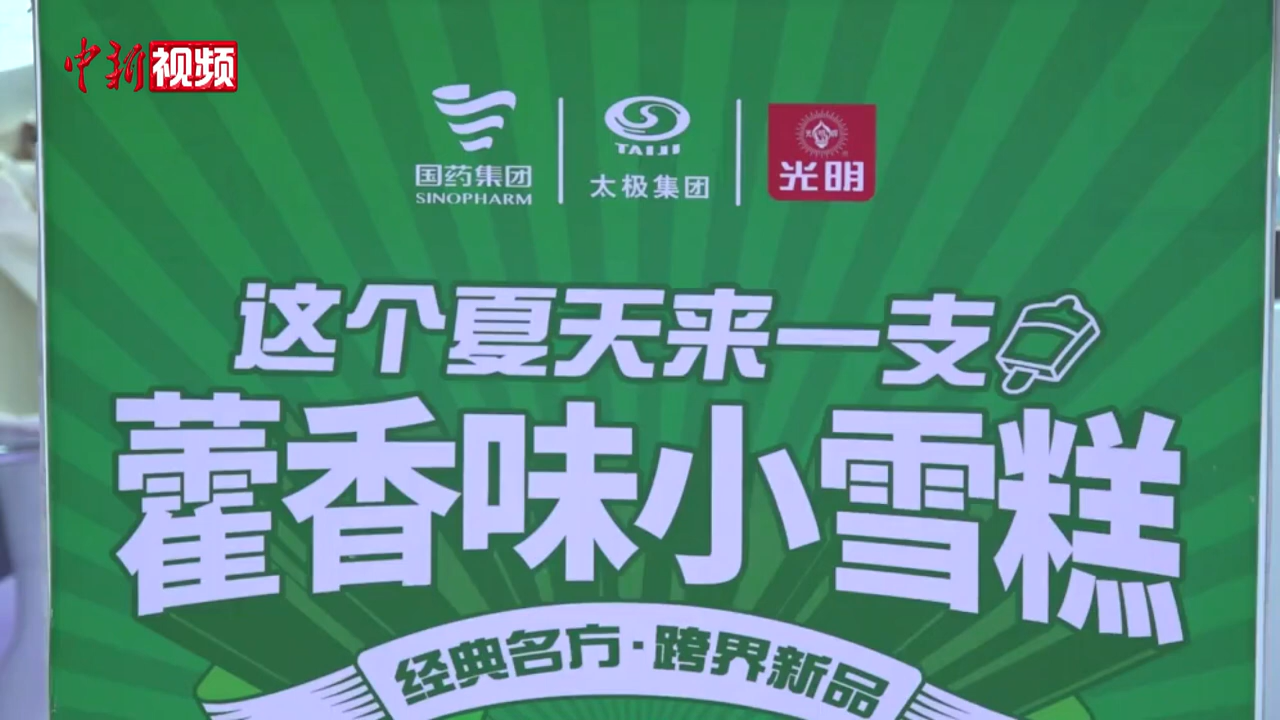 中新视频
国药集团
SINOPHARM
TAIJI
太极集团
光明
这个夏天来一支
藿香味小雪糕
经典名方·跨界新品